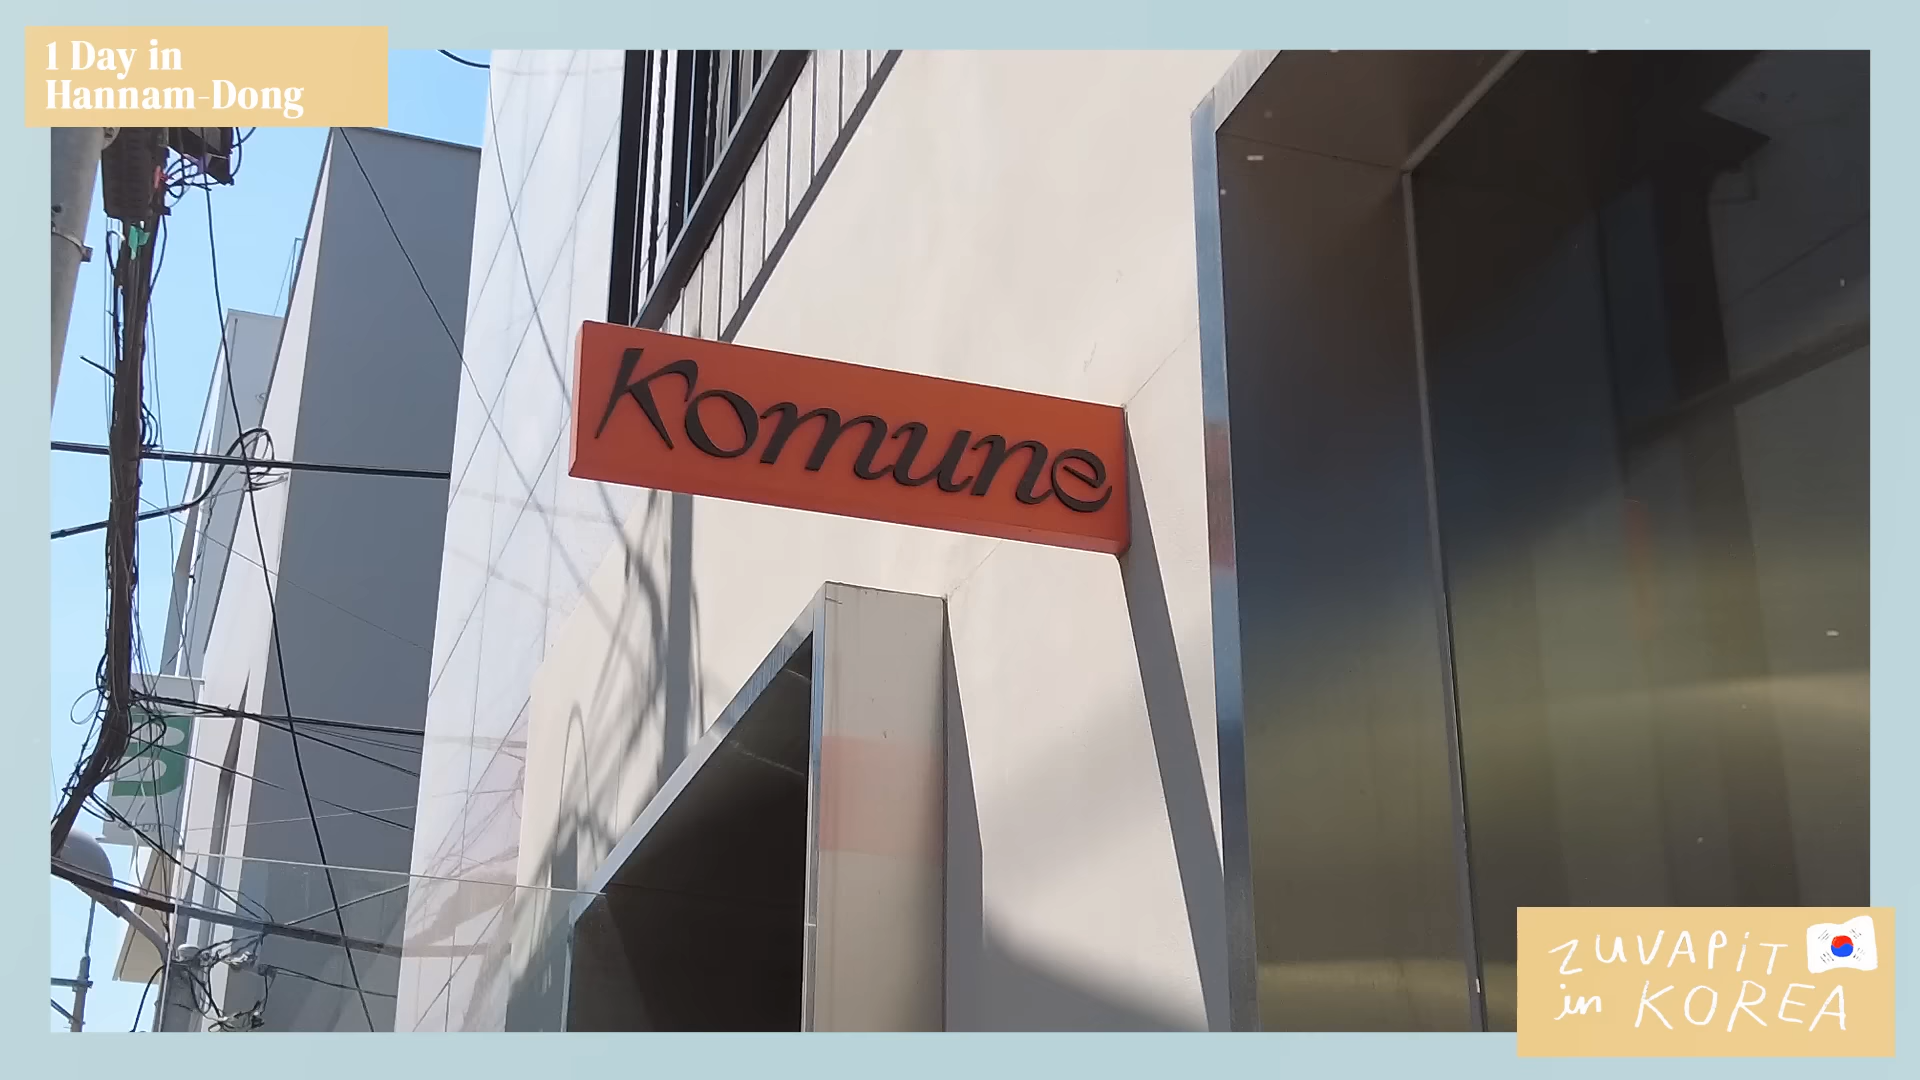 1 Day in
Hannam-Dong
Komune
ZUVAPiT
in KOREA